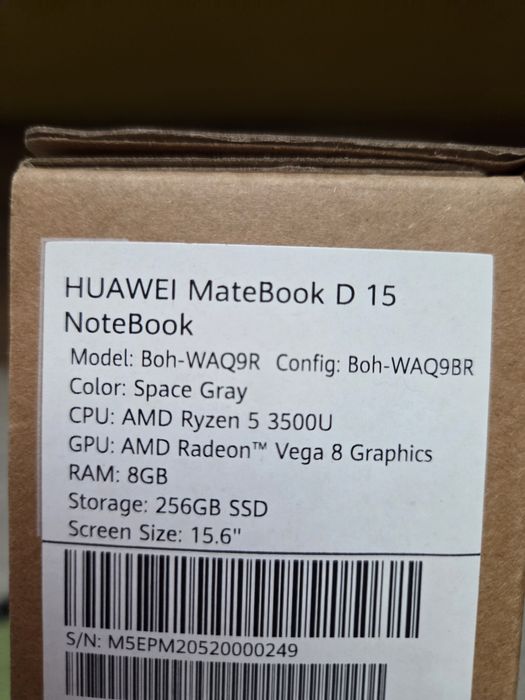 HUAWEI MateBook D 15
NoteBook
Model: Boh-WAQ9R Config: Boh-WAQ9BR
Color: Space Gray
CPU: AMD Ryzen 5 3500U
GPU: AMD Radeon™ Vega 8 Graphics
RAM: 8GB
Storage: 256GB SSD
Screen Size: 15.6"
S/N: M5EPM20520000249